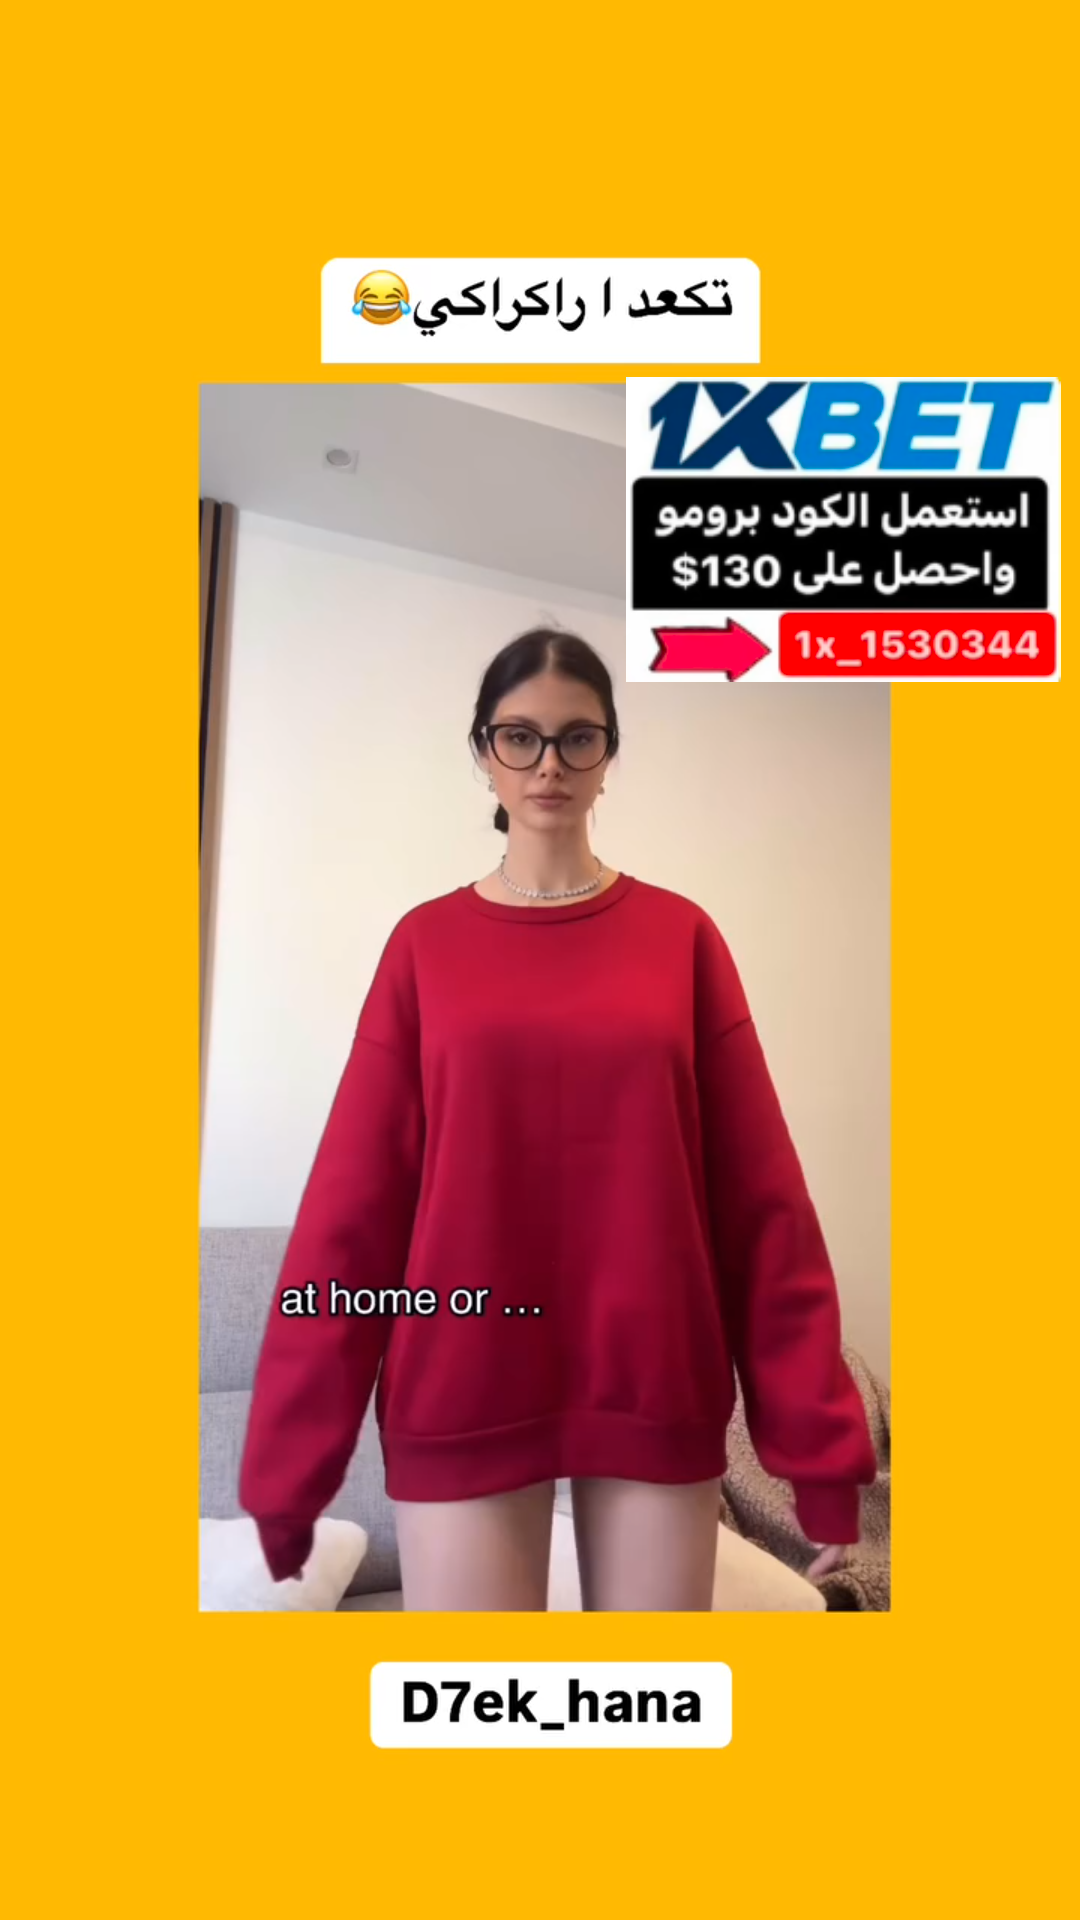 تكعد ا راكراكي😂
1XBET
استعمل الكود برومو
واحصل على 130$
1x_1530344
at home or ...
D7ek_hana